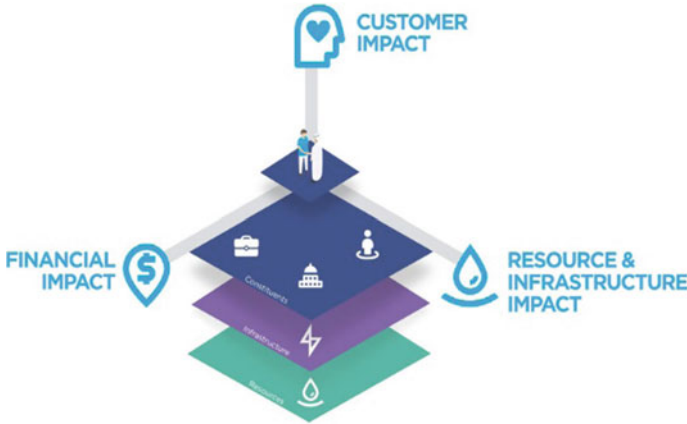 CUSTOMER
IMPACT
FINANCIAL
IMPACT
RESOURCE &
INFRASTRUCTURE
IMPACT
Constituents
Infrastructure
Resources